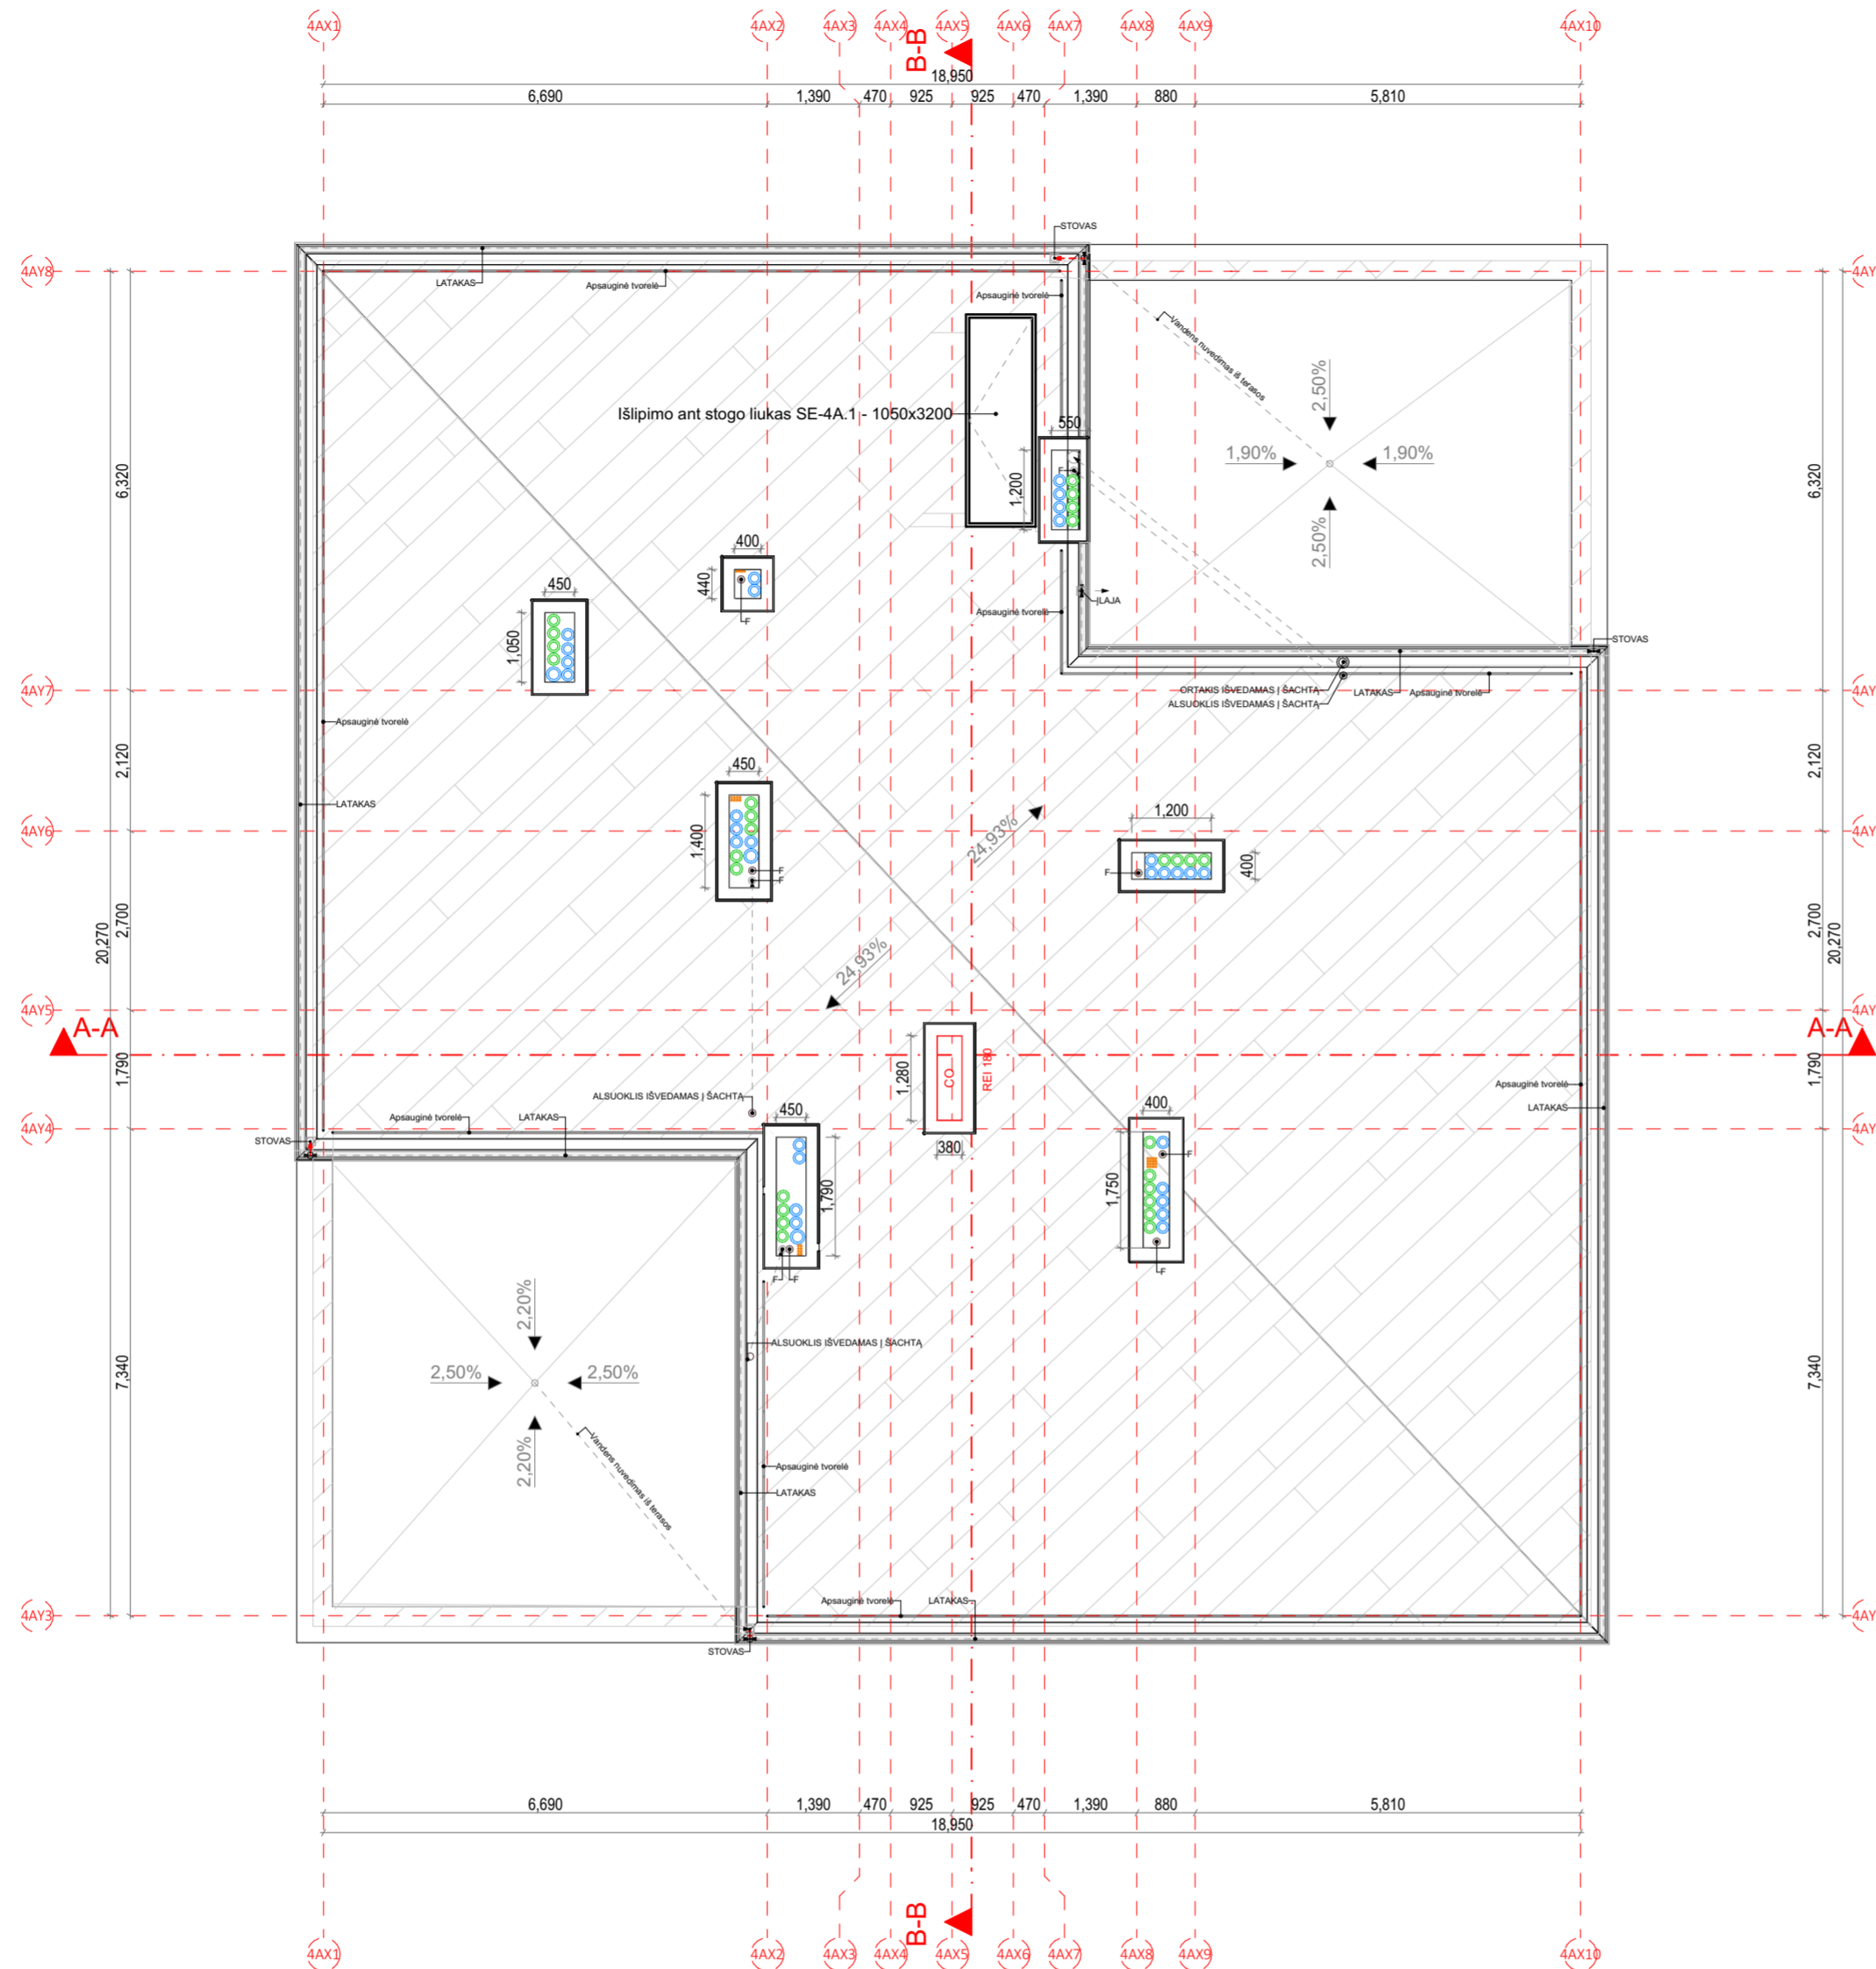 4AX1 4AX2 4AX3 4AX4 4AX5 4AX6 4AX7 4AX8 4AX9 4AX10
B-B
18,950
6,690 1,390 470 925 925 470 1,390 880 5,810
STOVAS
4AY8 4AY
LATAKAS
Apsauginė tvorelė
Apsauginė tvorelė
Vandens nuvedimas iš terasos
2,50%
Išlipimo ant stogo liukas SE-4A.1 - 1050x3200
550
1,90% 1,90%
6,320 6,320
F
1,200
2,50%
400
440
450
F
ĮLAJA
Apsauginė tvorelė
1,050
STOVAS
4AY7 4AY
ORTAKIS IŠVEDAMAS Į ŠACHTĄ
LATAKAS
Apsauginė tvorelė
ALSUOKLIS IŠVEDAMAS Į ŠACHTĄ
Apsauginė tvorelė
2,120 2,120
450
LATAKAS
1,200
4AY6 4AY
1,400
24,93%
F
F
F
400
2,700 2,700
20,270 20,270
24,93%
4AY5 4AY
A-A A-A
1,790 1,790
1,280
CO
REI 180
Apsauginė tvorelė
ALSUOKLIS IŠVEDAMAS Į ŠACHTĄ
LATAKAS
450
400
Apsauginė tvorelė
LATAKAS
4AY4 4AY
STOVAS
380
F
1,790
1,750
F F
F
2,20%
ALSUOKLIS IŠVEDAMAS Į ŠACHTĄ
2,50% 2,50%
7,340 7,340
2,20%
Vandens nuvedimas iš terasos
Apsauginė tvorelė
LATAKAS
Apsauginė tvorelė
LATAKAS
4AY3 4AY
STOVAS
6,690 1,390 470 925 925 470 1,390 880 5,810
18,950
B-B
4AX1 4AX2 4AX3 4AX4 4AX5 4AX6 4AX7 4AX8 4AX9 4AX10